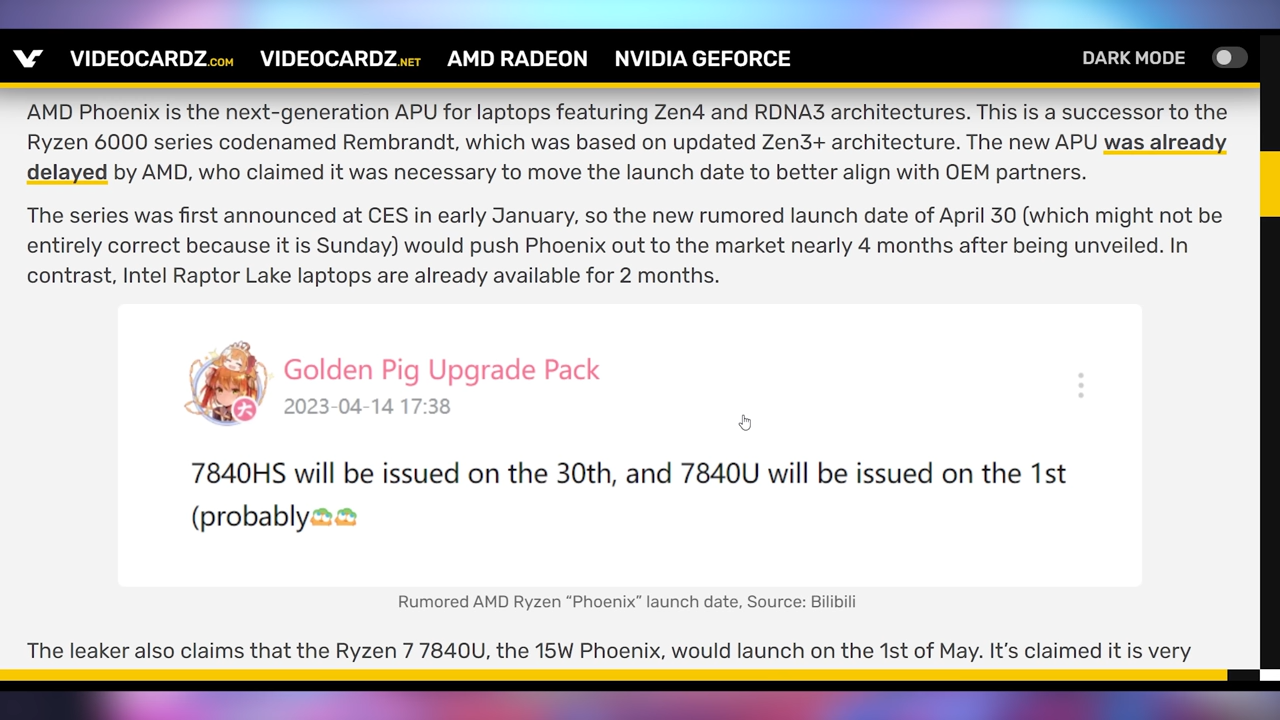 VIDEOCARDZ.COM VIDEOCARDZ.NET AMD RADEON NVIDIA GEFORCE DARK MODE
AMD Phoenix is the next-generation APU for laptops featuring Zen4 and RDNA3 architectures. This is a successor to the
Ryzen 6000 series codenamed Rembrandt, which was based on updated Zen3+ architecture. The new APU was already
delayed by AMD, who claimed it was necessary to move the launch date to better align with OEM partners.
The series was first announced at CES in early January, so the new rumored launch date of April 30 (which might not be
entirely correct because it is Sunday) would push Phoenix out to the market nearly 4 months after being unveiled. In
contrast, Intel Raptor Lake laptops are already available for 2 months.
Golden Pig Upgrade Pack
大
2023-04-14 17:38
7840HS will be issued on the 30th, and 7840U will be issued on the 1st
(probably
Rumored AMD Ryzen “Phoenix” launch date, Source: Bilibili
The leaker also claims that the Ryzen 7 7840U, the 15W Phoenix, would launch on the 1st of May. It’s claimed it is very